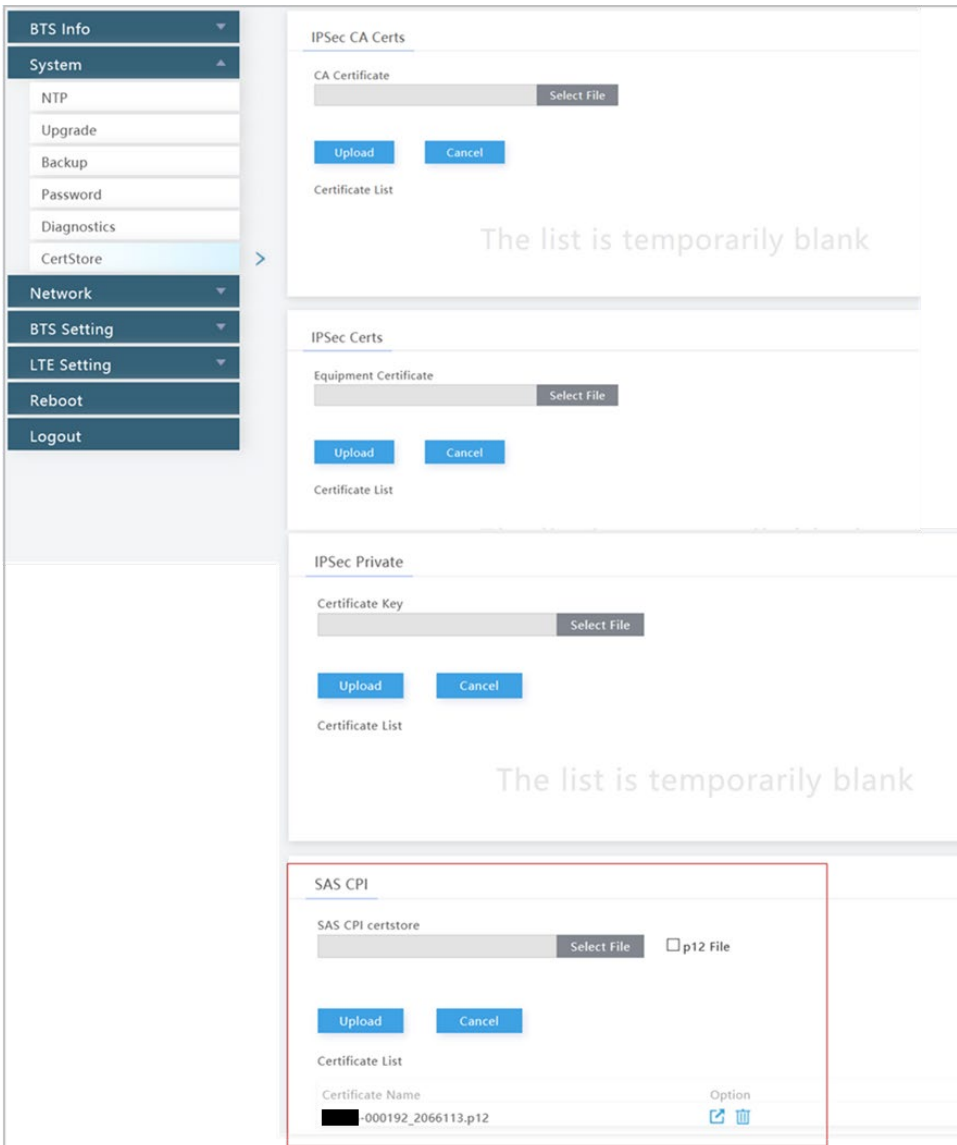 BTS Info
System
NTP
Upgrade
Backup
Password
Diagnostics
CertStore
Network
BTS Setting
LTE Setting
Reboot
Logout
IPSec CA Certs
CA Certificate
Select File
Upload Cancel
Certificate List
The list is temporarily blank
IPSec Certs
Equipment Certificate
Select File
Upload Cancel
Certificate List
IPSec Private
Certificate Key
Select File
Upload Cancel
Certificate List
The list is temporarily blank
SAS CPI
SAS CPI certstore
Select File p12 File
Upload Cancel
Certificate List
Certificate Name Option
-000192_2066113.p12